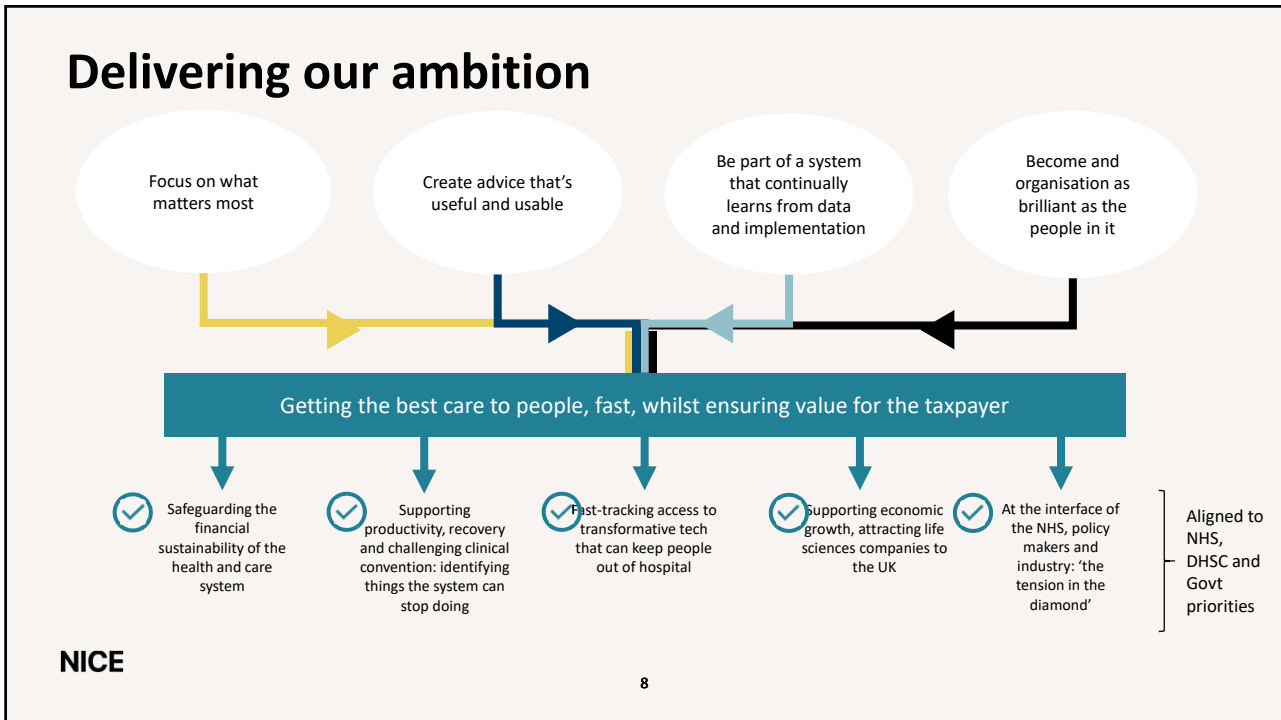 Delivering our ambition
Focus on what
matters most
Create advice that's
useful and usable
Be part of a system
that continually
learns from data
and implementation
Become and
organisation as
brilliant as the
people in it
Getting the best care to people, fast, whilst ensuring value for the taxpayer
Safeguarding the
financial
sustainability of the
health and care
system
Supporting
productivity, recovery
and challenging clinical
convention: identifying
things the system can
stop doing
Fast-tracking access to
transformative tech
that can keep people
out of hospital
Supporting economic
growth, attracting life
sciences companies to
the UK
At the interface of
the NHS, policy
makers and
industry: ‘the
tension in the
diamond’
Aligned to
NHS,
DHSC and
Govt
priorities
NICE
8